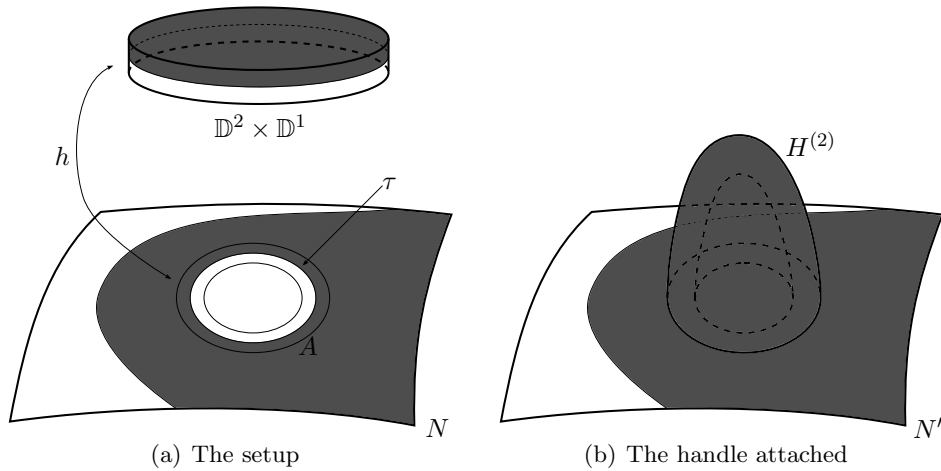 𝔻² × 𝔻¹
h
τ
A
N
(a) The setup
H⁽²⁾
N′
(b) The handle attached